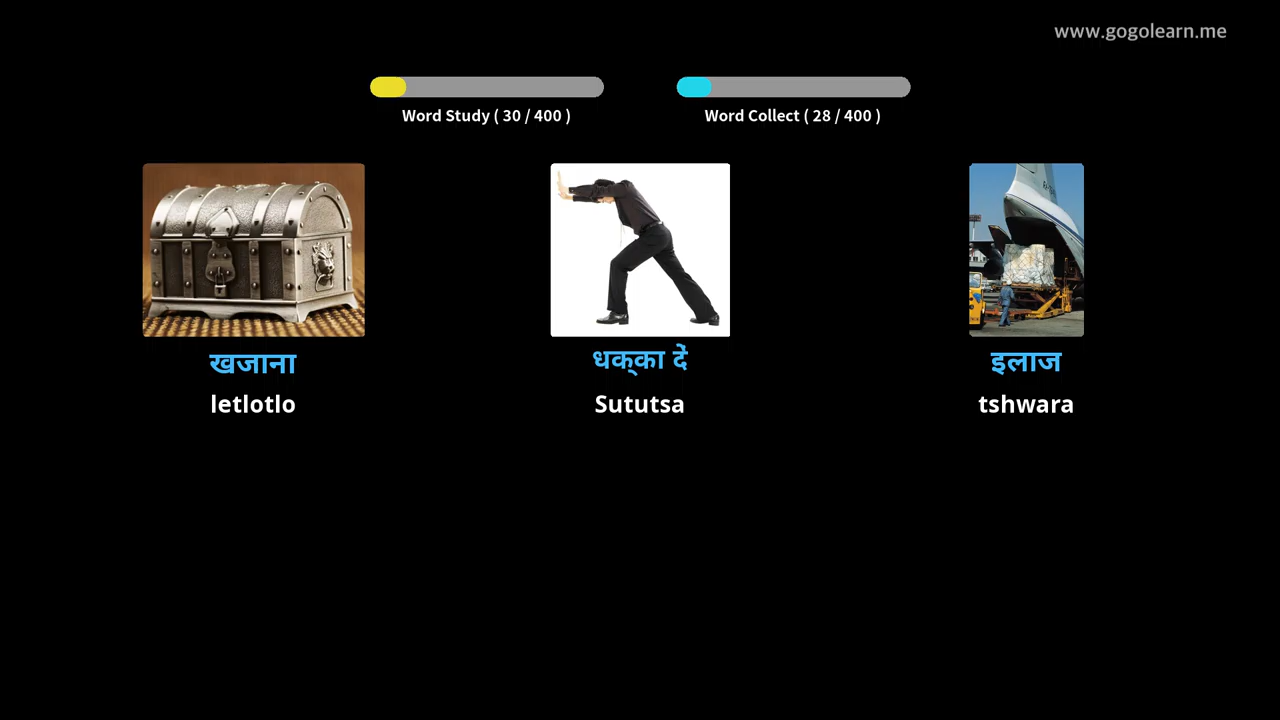 www.gogolearn.me
Word Study ( 30 / 400 )
Word Collect ( 28 / 400 )
खजाना
धक्का दें
इलाज
letlotlo
Sututsa
tshwara